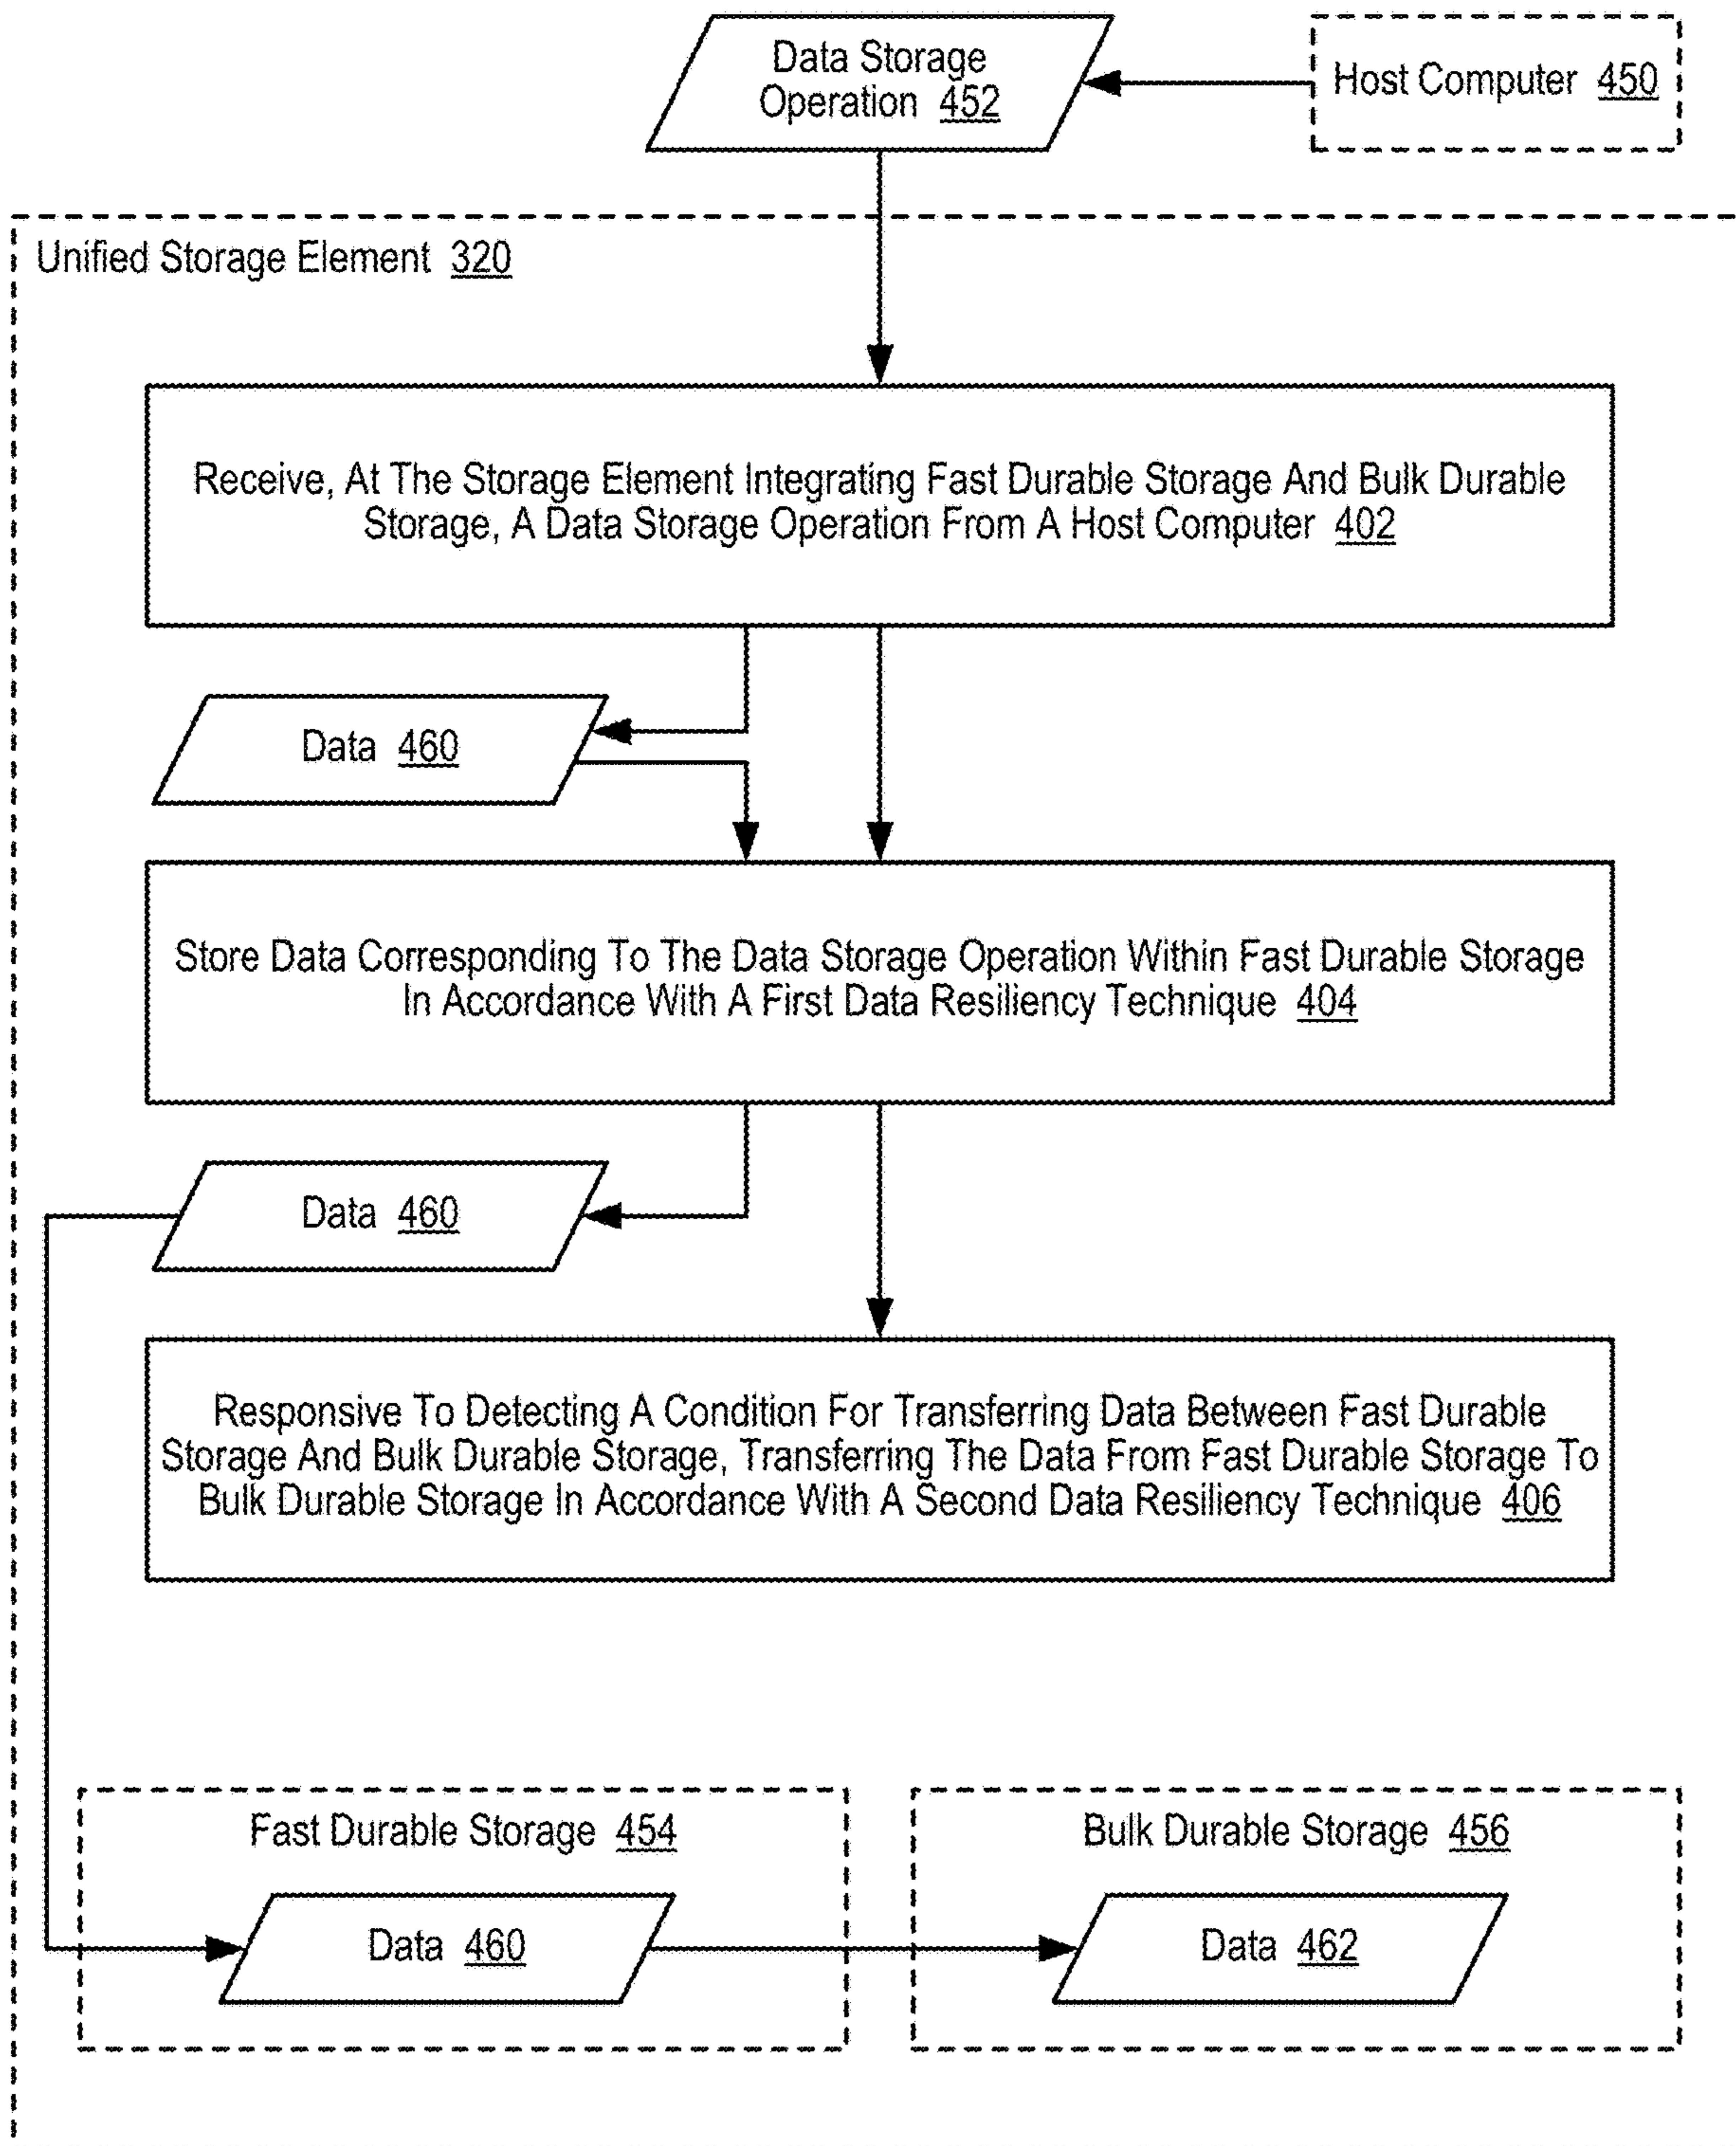 Data Storage
Operation 452
Host Computer 450
Unified Storage Element 320
Receive, At The Storage Element Integrating Fast Durable Storage And Bulk Durable
Storage, A Data Storage Operation From A Host Computer 402
Data 460
Store Data Corresponding To The Data Storage Operation Within Fast Durable Storage
In Accordance With A First Data Resiliency Technique 404
Data 460
Responsive To Detecting A Condition For Transferring Data Between Fast Durable
Storage And Bulk Durable Storage, Transferring The Data From Fast Durable Storage To
Bulk Durable Storage In Accordance With A Second Data Resiliency Technique 406
Fast Durable Storage 454
Data 460
Bulk Durable Storage 456
Data 462